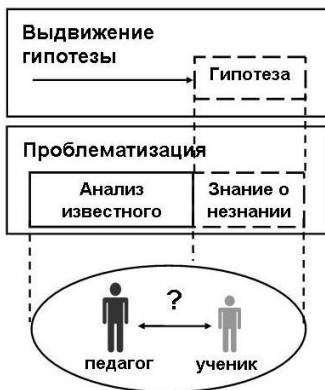 Выдвижение
гипотезы
Гипотеза
Проблематизация
Анализ
известного
Знание о
незнании
?
педагог
ученик